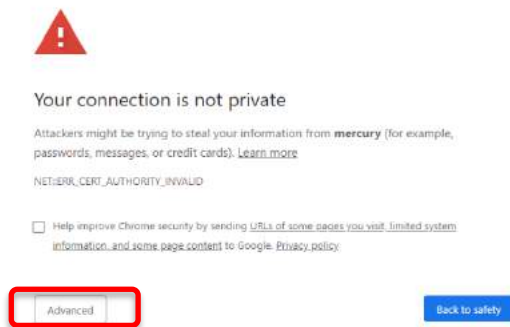 Your connection is not private
Attackers might be trying to steal your information from mercury (for example,
passwords, messages, or credit cards). Learn more
NET::ERR_CERT_AUTHORITY_INVALID
Help improve Chrome security by sending URLs of some pages you visit, limited system
information, and some page content to Google. Privacy policy
Advanced
Back to safety